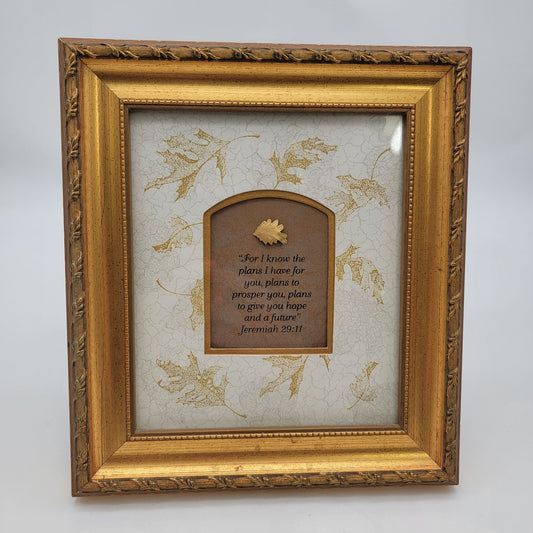 "For I know the
plans I have for
you, plans to
prosper you, plans
to give you hope
and a future"
Jeremiah 29:11